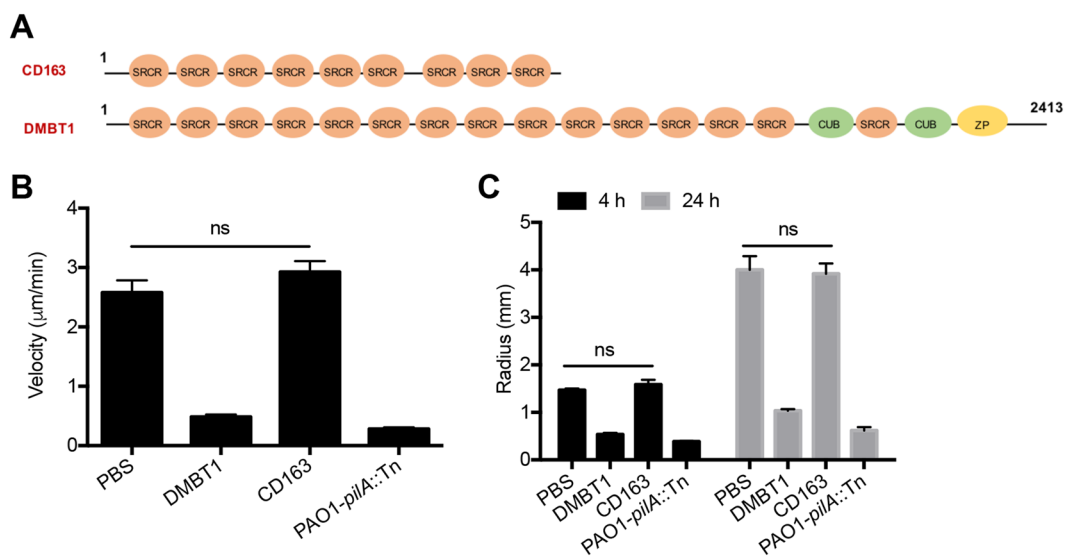 A
1
CD163
SRCR SRCR SRCR SRCR SRCR SRCR SRCR SRCR SRCR
1
2413
DMBT1
SRCR SRCR SRCR SRCR SRCR SRCR SRCR SRCR SRCR SRCR SRCR SRCR SRCR SRCR CUB SRCR CUB ZP
B
Velocity (μm/min)
4
3
2
1
0
ns
PBS
DMBT1
CD163
PAO1-pilA::Tn
C
4 h
24 h
Radius (mm)
5
4
3
2
1
0
ns
ns
PBS
DMBT1
CD163
PAO1-pilA::Tn
PBS
DMBT1
CD163
PAO1-pilA::Tn